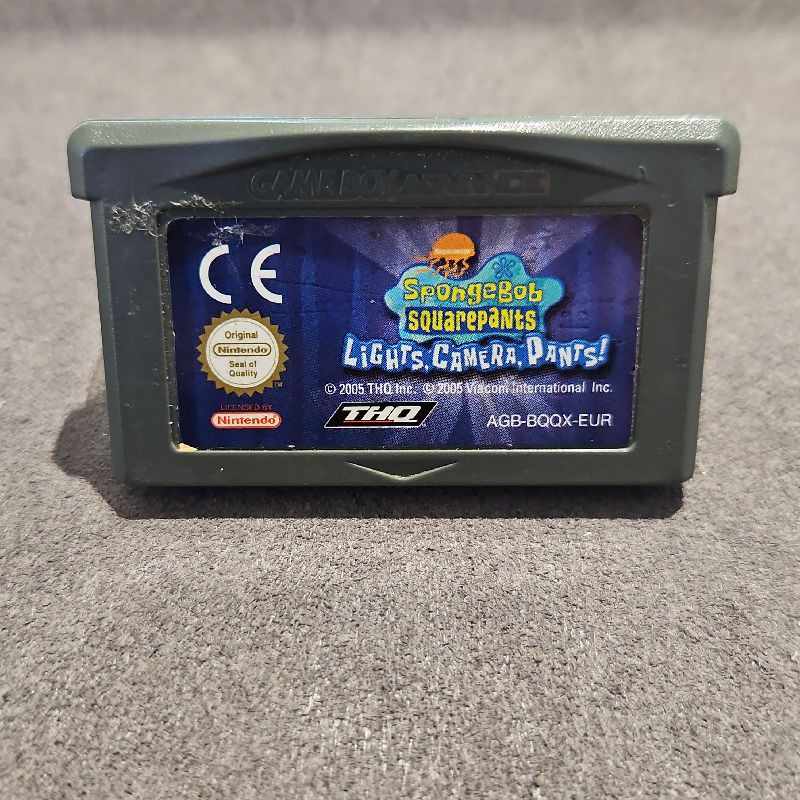 GAME BOY ADVANCE
CE
SpongeBob
SQUAREPANTS
LIGHTS, CAMERA, PANTS!
Original
Nintendo
Seal of
Quality
TM
© 2005 THQ Inc. © 2005 Viacom International Inc.
LICENSED BY
Nintendo
THQ
AGB-BQQX-EUR